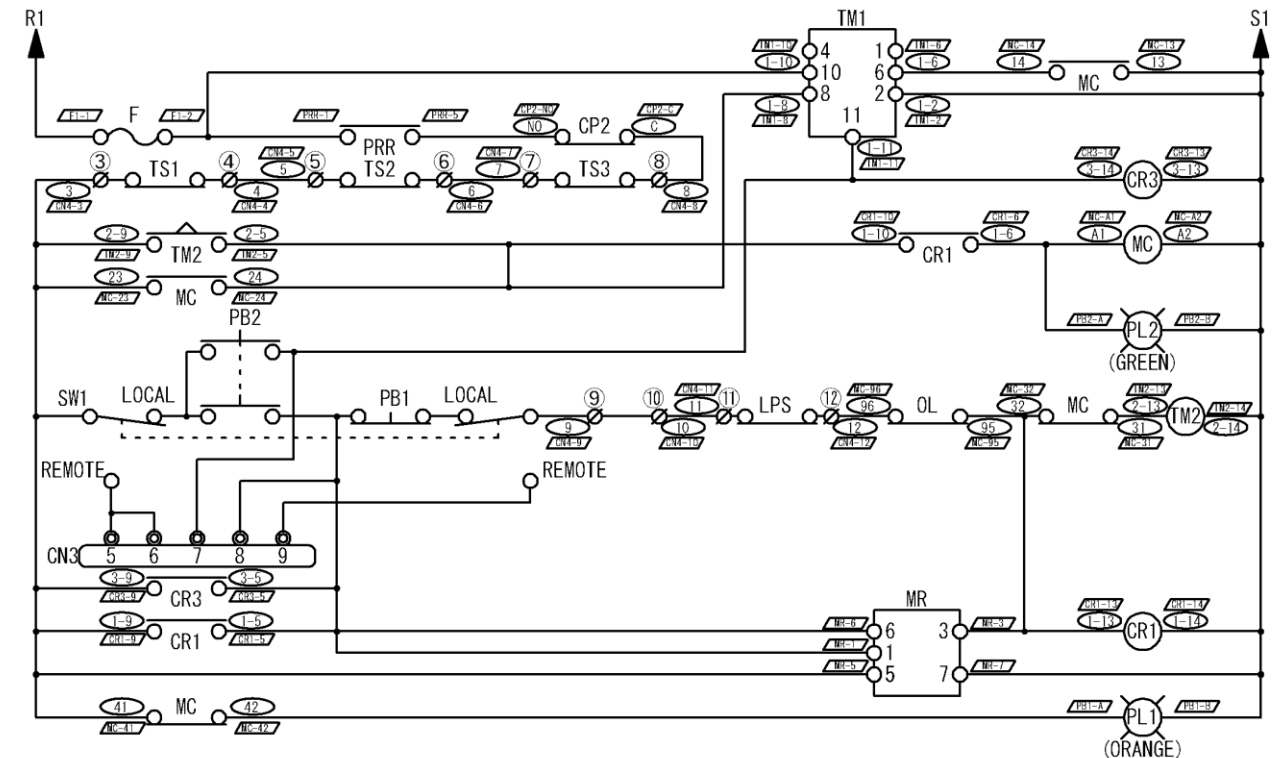 R1 TM1 S1
TM1-10 4 1 TM1-6 MC-14 MC-13
1-10 10 6 1-6 14 MC 13
F1-1 F F1-2 PRR-1 PRR PRR-5 CP2-NO NO CP2 CP2-C C
1-8 8 2 1-2
TM1-8 11 TM1-2
1-11
TM1-11
③ TS1 ④ CN4-5 5 ⑤ TS2 ⑥ CN4-7 7 ⑦ TS3 ⑧
3 4 6 8
CN4-3 CN4-4 CN4-6 CN4-8
CR3-14 CR3-13
3-14 CR3 3-13
2-9 TM2 2-5
TM2-9 TM2-5
CR1-10 CR1-6 MC-A1 MC-A2
1-10 CR1 1-6 A1 MC A2
23 MC 24
MC-23 MC-24
PB2-A PL2 PB2-B
(GREEN)
PB2
SW1 LOCAL PB1 LOCAL ⑨ ⑩ CN4-11 11 ⑪ LPS ⑫ MC-96 96 OL MC-32 32 MC TM2-13 2-13 TM2 TM2-14 2-14
9 10 12 95 31
CN4-9 CN4-10 CN4-12 MC-95 MC-31
REMOTE REMOTE
CN3 5 6 7 8 9
3-9 CR3 3-5
CR3-9 CR3-5
1-9 CR1 1-5
CR1-9 CR1-5
MR
MR-6 6 3 MR-3 CR1-13 CR1-14
MR-1 1 1-13 CR1 1-14
MR-5 5 7 MR-7
41 MC 42
MC-41 MC-42
PB1-A PL1 PB1-B
(ORANGE)